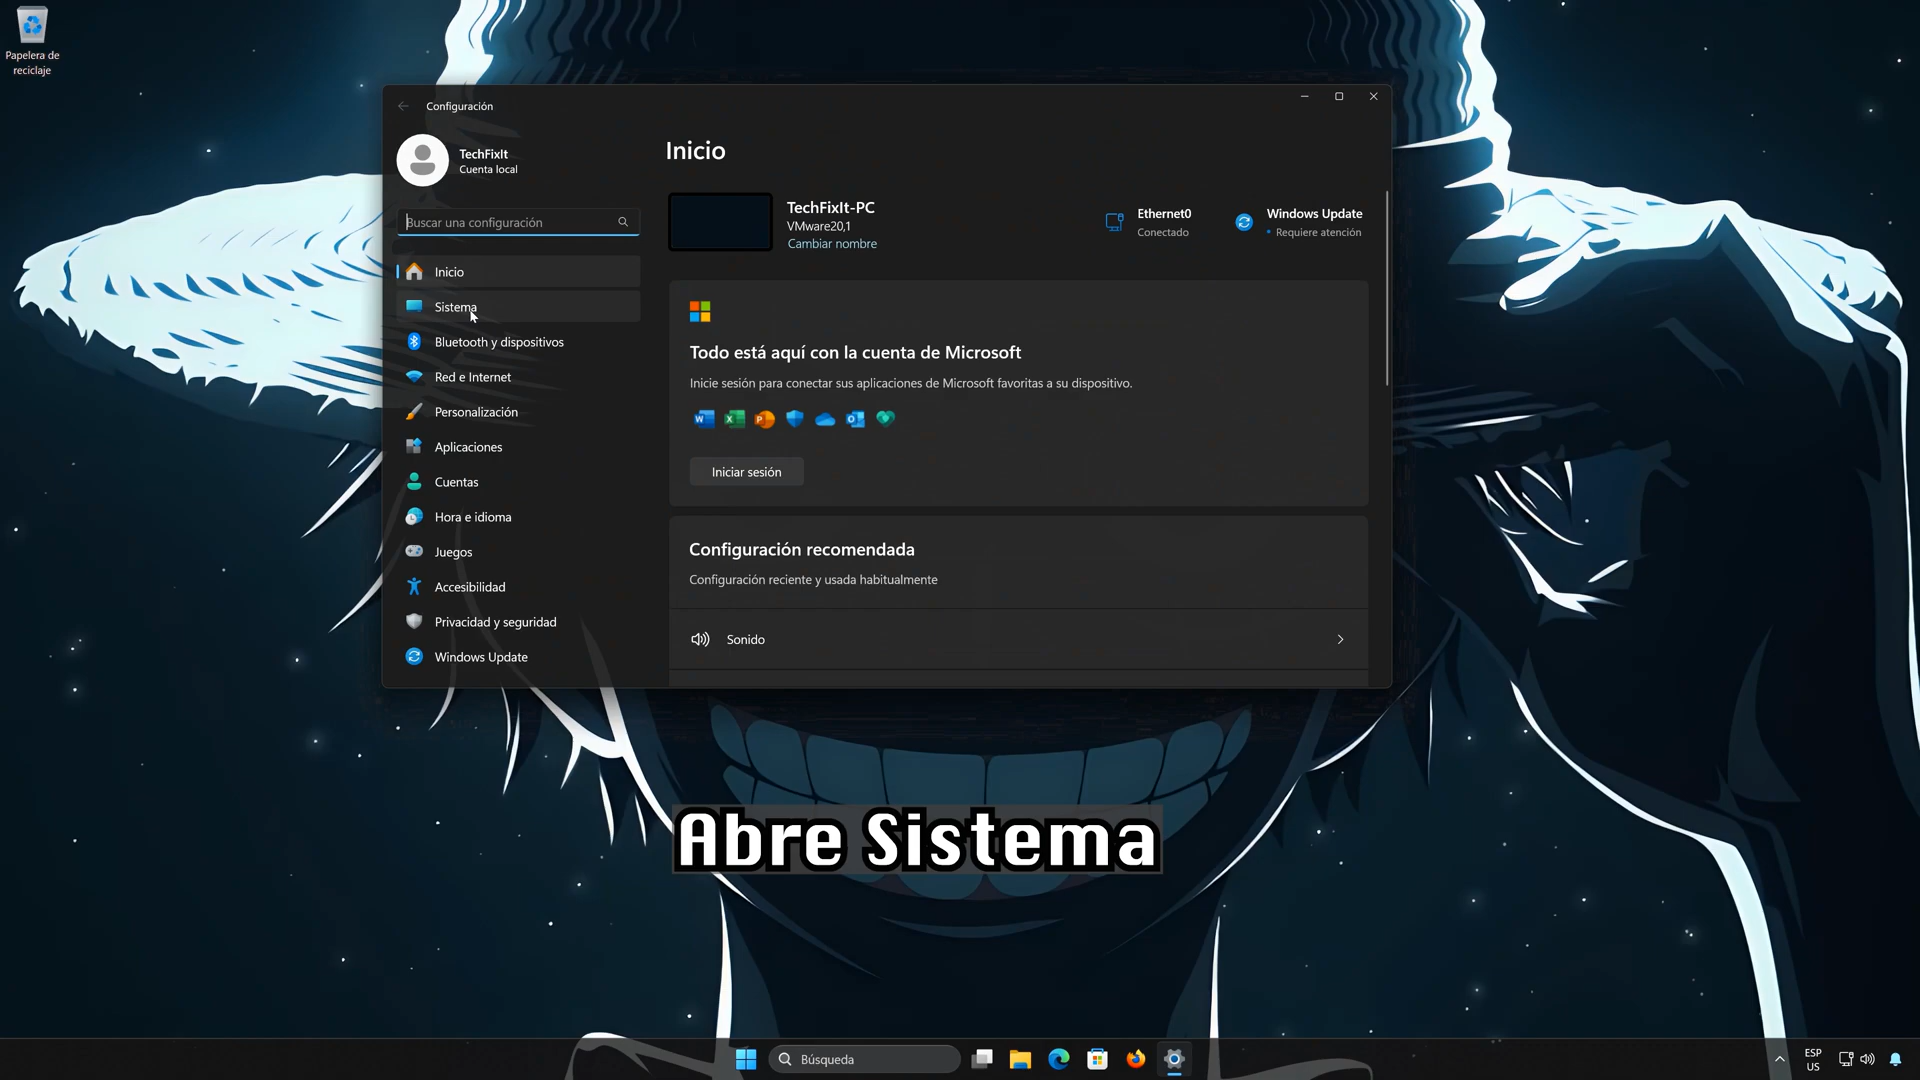 Papelera de
reciclaje
Configuración
TechFixIt
Cuenta local
Buscar una configuración
Inicio
Sistema
Bluetooth y dispositivos
Red e Internet
Personalización
Aplicaciones
Cuentas
Hora e idioma
Juegos
Accesibilidad
Privacidad y seguridad
Windows Update
Inicio
TechFixIt-PC
VMware20,1
Cambiar nombre
Ethernet0
Conectado
Windows Update
Requiere atención
Todo está aquí con la cuenta de Microsoft
Inicie sesión para conectar sus aplicaciones de Microsoft favoritas a su dispositivo.
Iniciar sesión
Configuración recomendada
Configuración reciente y usada habitualmente
Sonido
Abre Sistema
Búsqueda
ESP
US